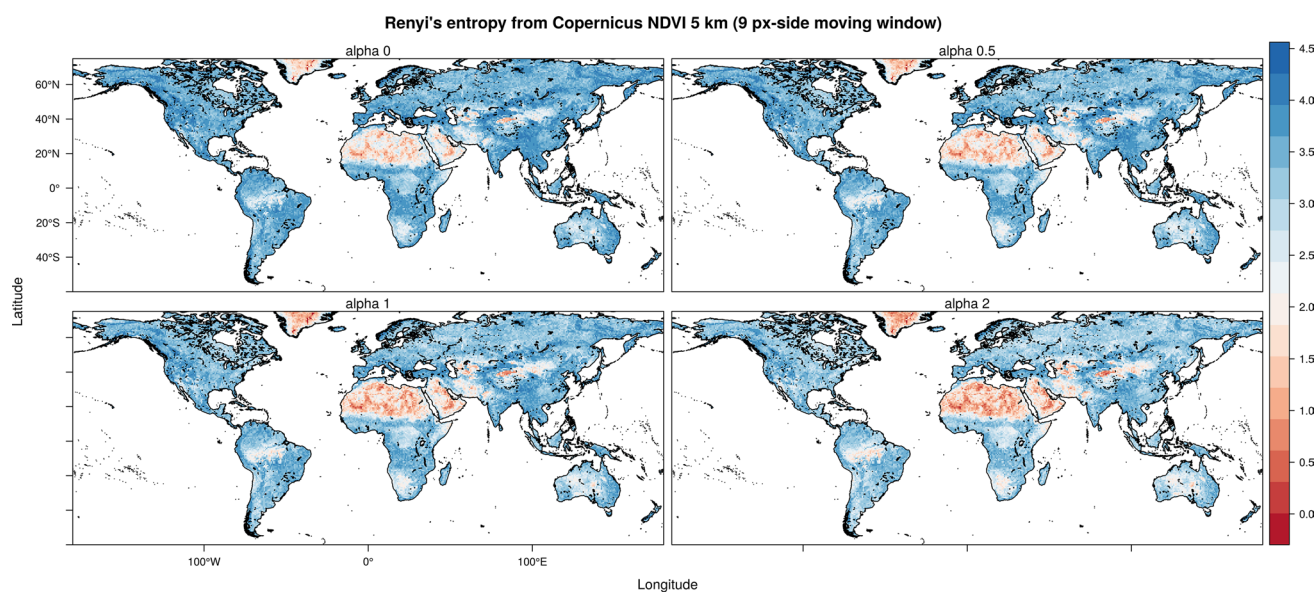 Renyi's entropy from Copernicus NDVI 5 km (9 px-side moving window)
alpha 0
alpha 0.5
60°N
40°N
20°N
0°
20°S
40°S
alpha 1
alpha 2
Latitude
100°W
0°
100°E
Longitude
4.5
4.0
3.5
3.0
2.5
2.0
1.5
1.0
0.5
0.0